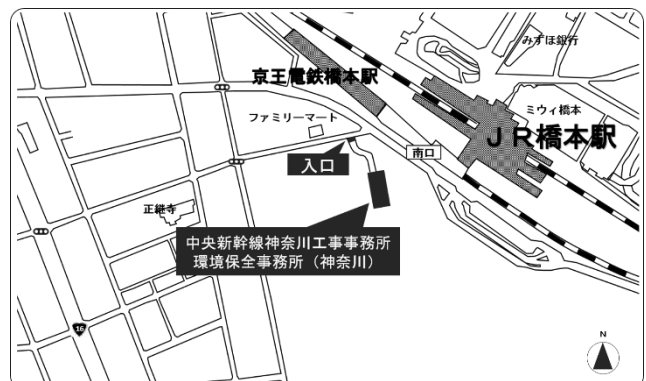 みずほ銀行
京王電鉄橋本駅
ミウィ橋本
ファミリーマート
JR橋本駅
南口
入口
正継寺
中央新幹線神奈川工事事務所
環境保全事務所（神奈川）
16
N